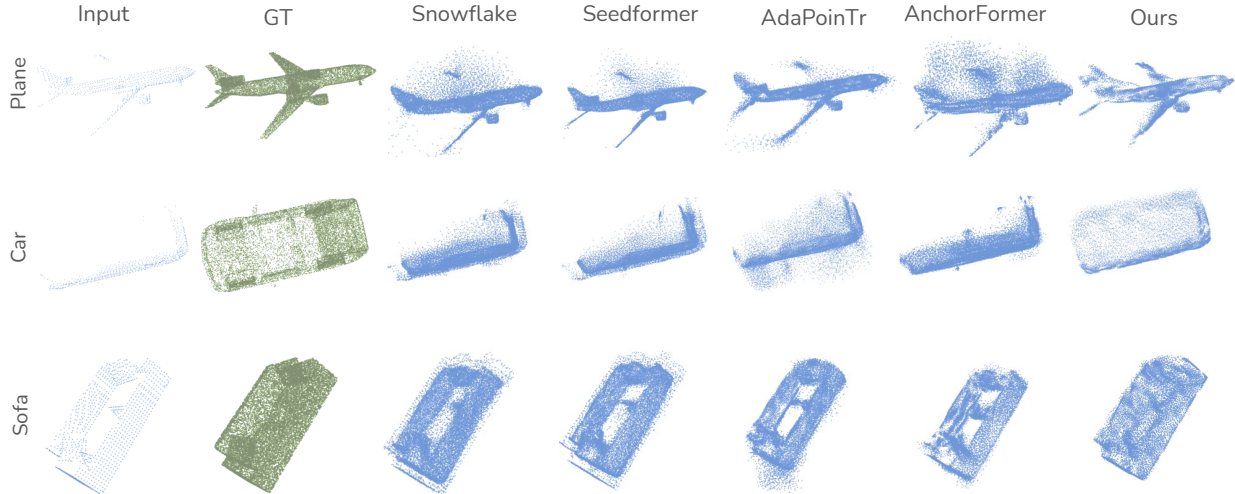 Input GT Snowflake Seedformer AdaPoinTr AnchorFormer Ours
Plane
Car
Sofa